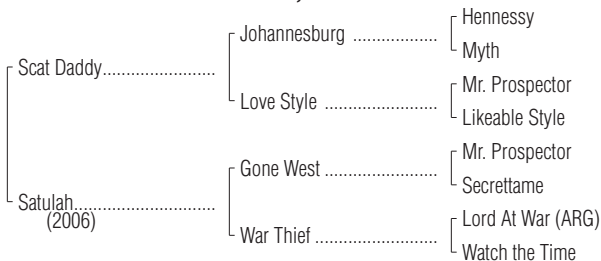 Hennessy
Johannesburg ..................
Myth
Scat Daddy........................
Mr. Prospector
Love Style ........................
Likeable Style
Mr. Prospector
Gone West ........................
Secrettame
Satulah...........................
(2006)
Lord At War (ARG)
War Thief ..........................
Watch the Time